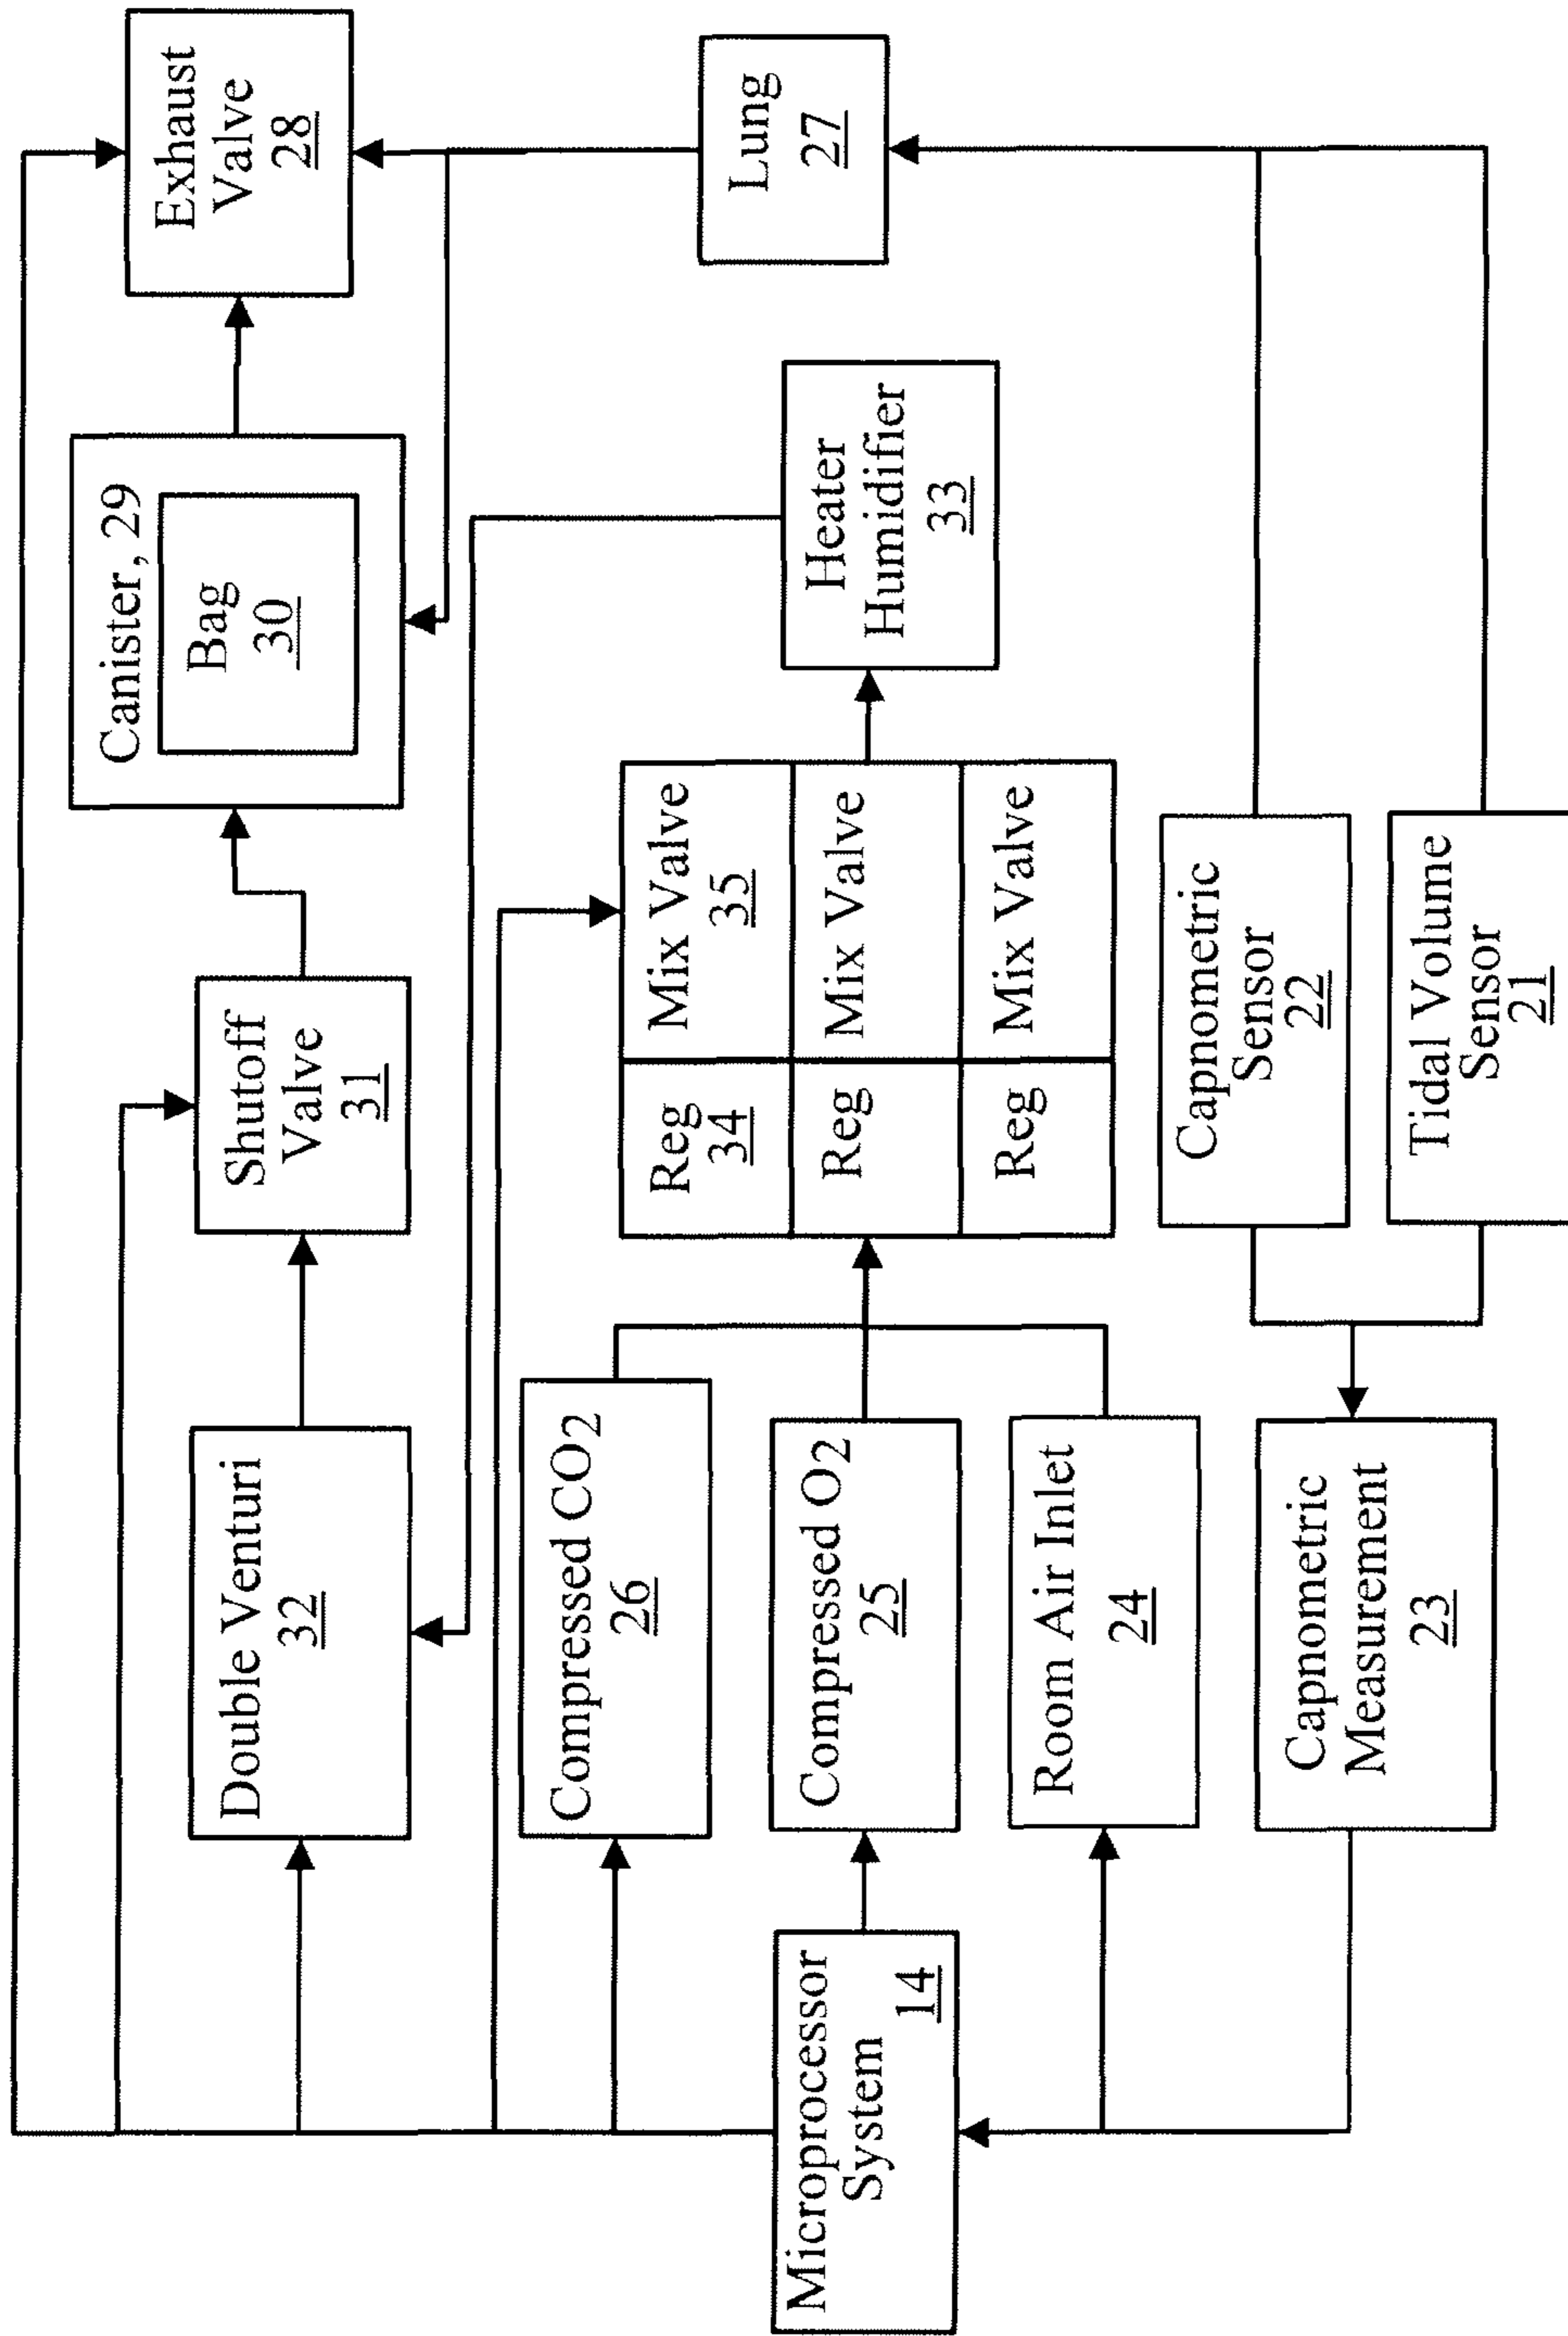 Exhaust
Valve
28
Canister, 29
Bag
30
Shutoff
Valve
31
Double Venturi
32
Lung
27
Heater
Humidifier
33
Mix Valve
35
Mix Valve
Mix Valve
Reg
34
Reg
Reg
Compressed CO2
26
Compressed O2
25
Room Air Inlet
24
Capnometric
Sensor
22
Tidal Volume
Sensor
21
Capnometric
Measurement
23
Microprocessor
System
14